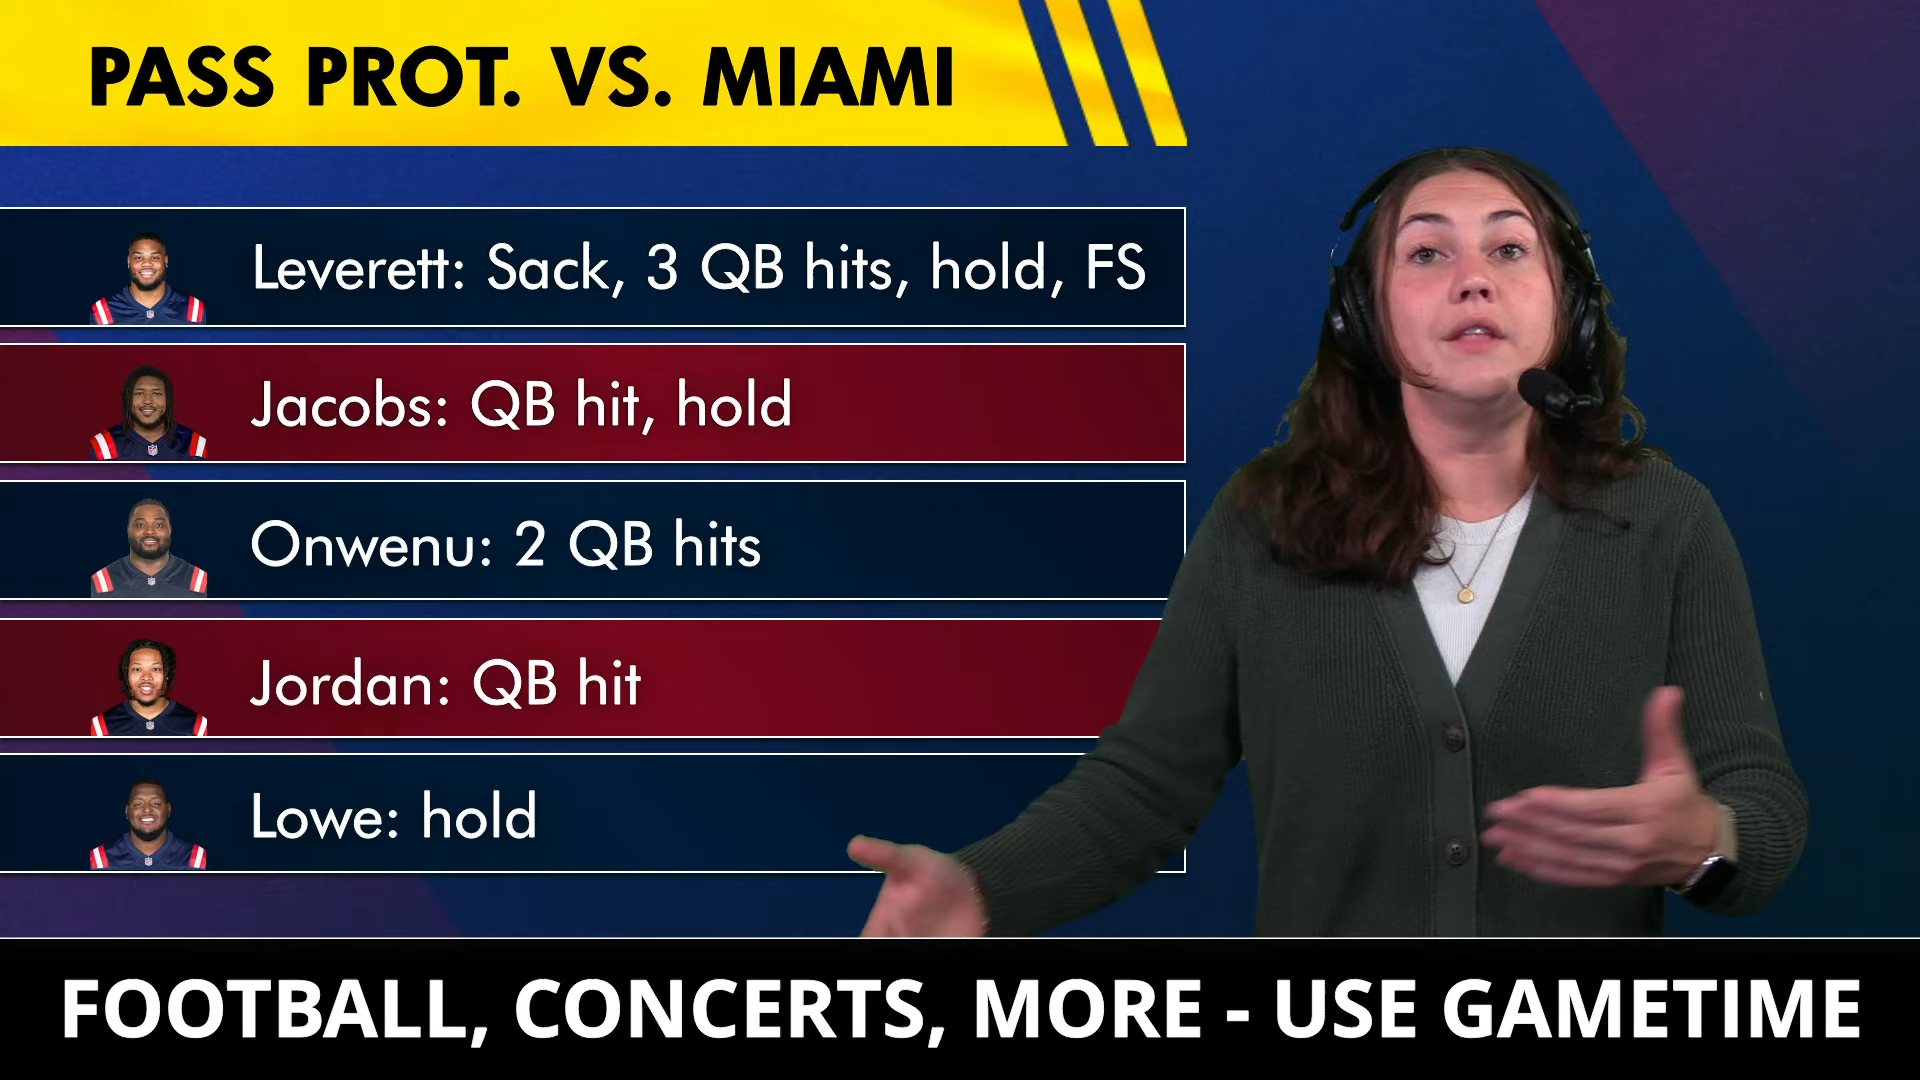 PASS PROT. VS. MIAMI
Leverett: Sack, 3 QB hits, hold, FS
Jacobs: QB hit, hold
Onwenu: 2 QB hits
Jordan: QB hit
Lowe: hold
FOOTBALL, CONCERTS, MORE - USE GAMETIME